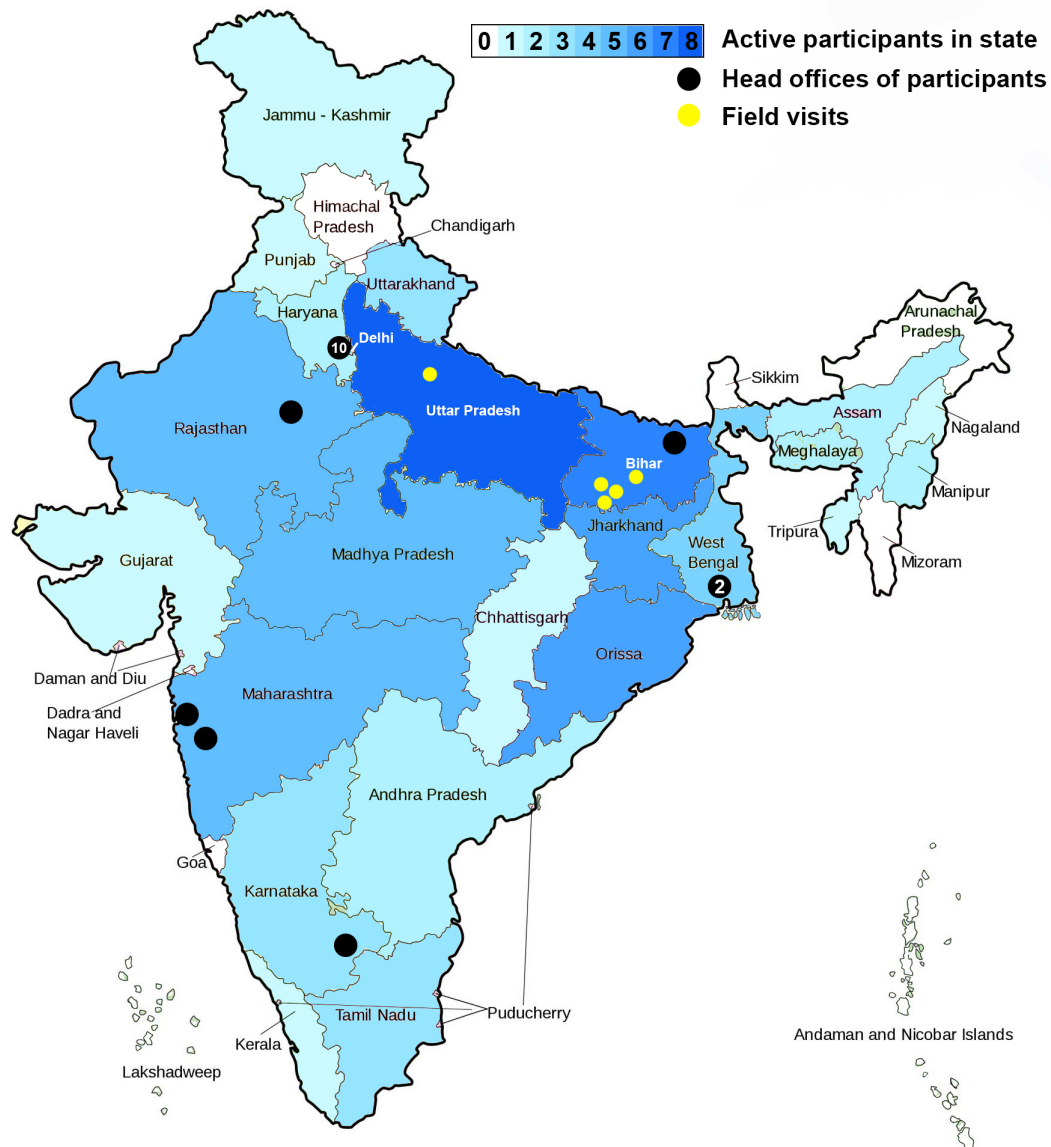 0 1 2 3 4 5 6 7 8 Active participants in state
Head offices of participants
Field visits
Jammu - Kashmir
Himachal
Pradesh
Chandigarh
Punjab
Uttarakhand
Haryana
Delhi
10
Arunachal
Pradesh
Sikkim
Uttar Pradesh
Assam
Rajasthan
Nagaland
Meghalaya
Bihar
Manipur
Jharkhand
Tripura
West
Bengal
Madhya Pradesh
Gujarat
Mizoram
2
Chhattisgarh
Orissa
Daman and Diu
Maharashtra
Dadra and
Nagar Haveli
Andhra Pradesh
Goa
Karnataka
Puducherry
Tamil Nadu
Kerala
Andaman and Nicobar Islands
Lakshadweep